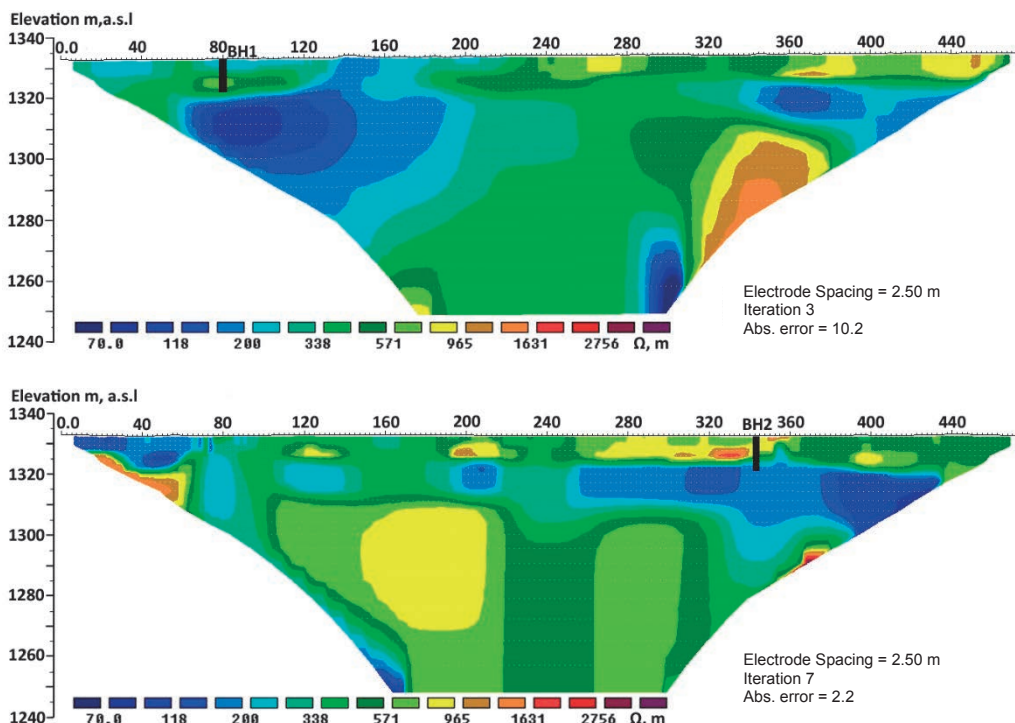 Elevation m,a.s.l
1340
0.0 40 80 BH1 120 160 200 240 280 320 360 400 440
1320
1300
1280
1260
1240
70.0 118 200 338 571 965 1631 2756 Ω, m
Electrode Spacing = 2.50 m
Iteration 3
Abs. error = 10.2
Elevation m, a.s.l
1340
0.0 40 80 120 160 200 240 280 320 BH2 360 400 440
1320
1300
1280
1260
1240
70.0 118 200 338 571 965 1631 2756 Ω, m
Electrode Spacing = 2.50 m
Iteration 7
Abs. error = 2.2